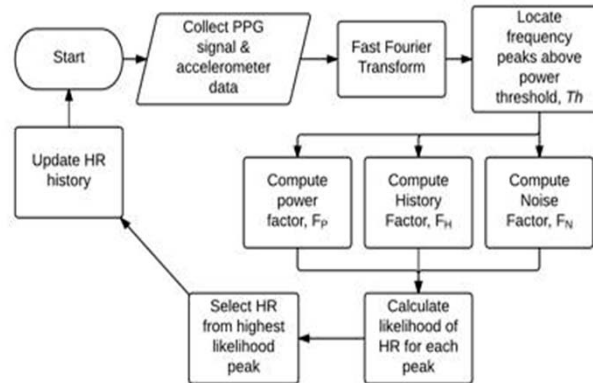 Start
Collect PPG
signal &
accelerometer
data
Fast Fourier
Transform
Locate
frequency
peaks above
power
threshold, Th
Update HR
history
Compute
power
factor, FP
Compute
History
Factor, FH
Compute
Noise
Factor, FN
Select HR
from highest
likelihood
peak
Calculate
likelihood of
HR for each
peak